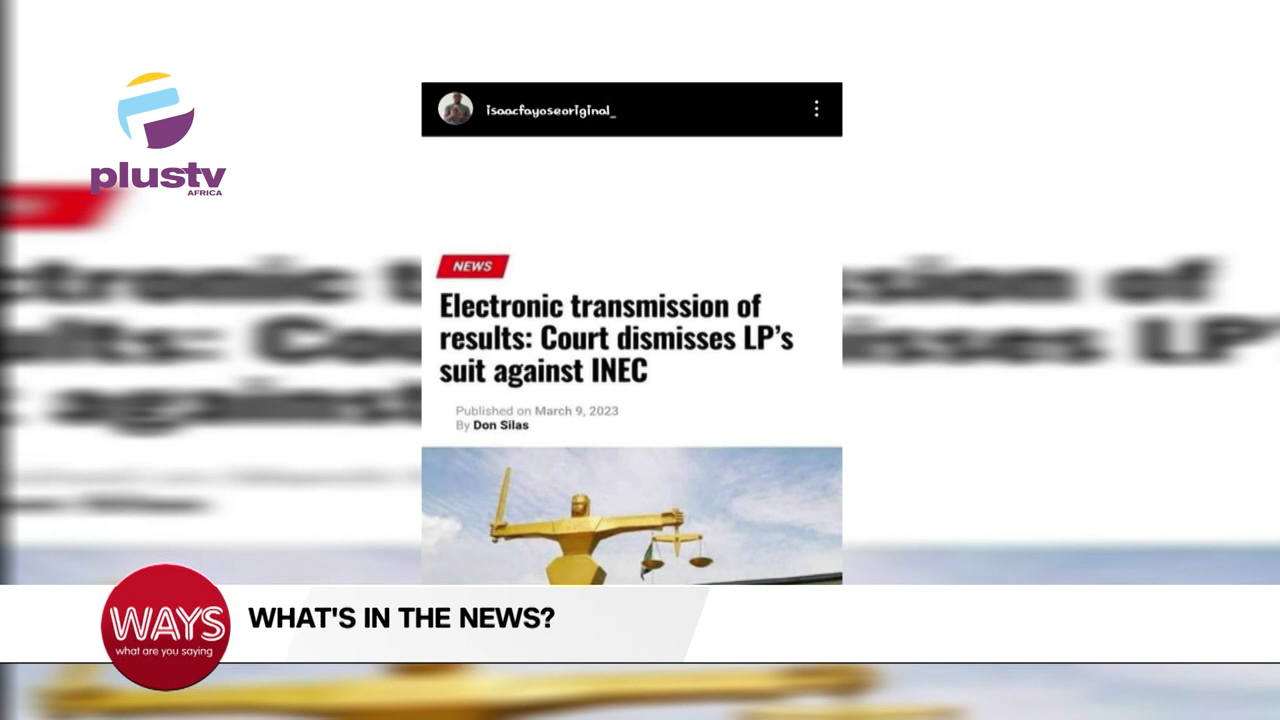 plustv
AFRICA
isaacfayoseoriginal_
NEWS
Electronic transmission of
results: Court dismisses LP's
suit against INEC
Published on March 9, 2023
By Don Silas
WAYS
what are you saying
WHAT'S IN THE NEWS?